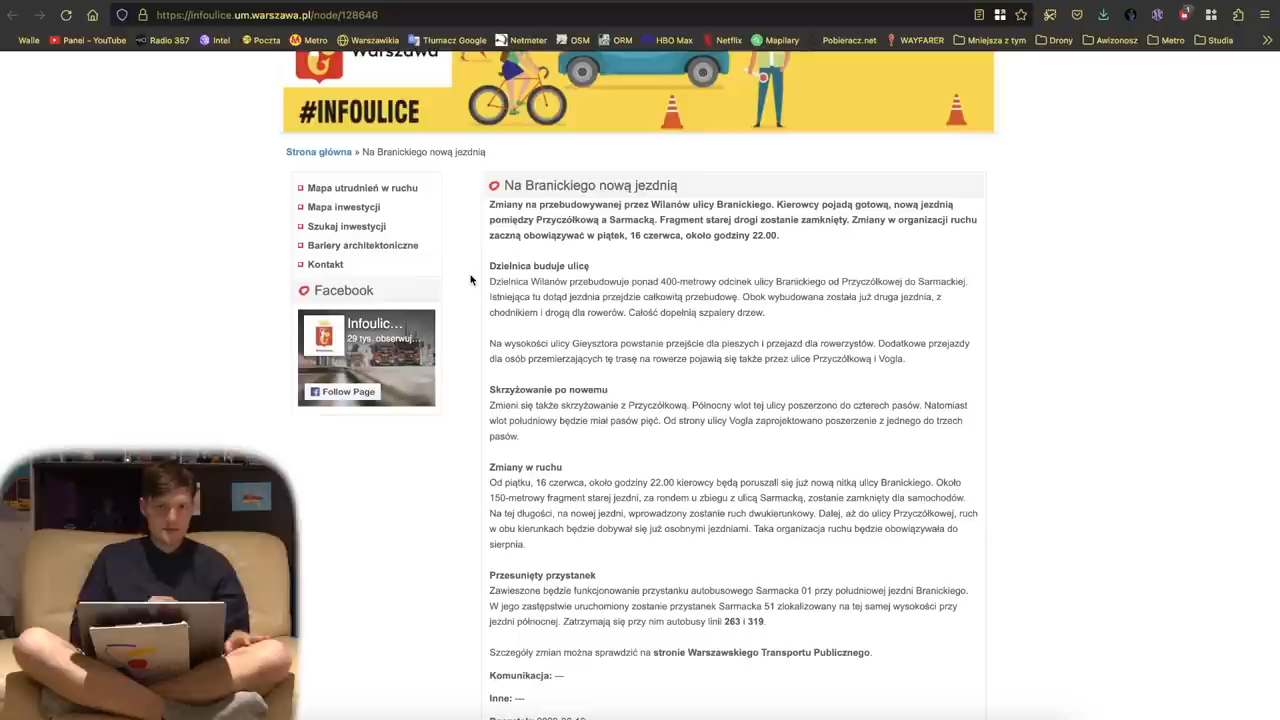 https://infoulice.um.warszawa.pl/node/128646
Walle Panel – YouTube Radio 357 Intel Poczta Metro Warszawikia Tłumacz Google Netmeter OSM ORM HBO Max Netflix Mapilary Pobieracz.net WAYFARER Mniejsza z tym Drony Awizonosz Metro Studia
warszawa
#INFOULICE
Strona główna » Na Branickiego nową jezdnią
Mapa utrudnień w ruchu
Mapa inwestycji
Szukaj inwestycji
Bariery architektoniczne
Kontakt
Facebook
Infoulic...
29 tys. obserwuj...
Follow Page
Na Branickiego nową jezdnią
Zmiany na przebudowywanej przez Wilanów ulicy Branickiego. Kierowcy pojadą gotową, nową jezdnią
pomiędzy Przyczółkową a Sarmacką. Fragment starej drogi zostanie zamknięty. Zmiany w organizacji ruchu
zaczną obowiązywać w piątek, 16 czerwca, około godziny 22.00.
Dzielnica buduje ulicę
Dzielnica Wilanów przebudowuje ponad 400-metrowy odcinek ulicy Branickiego od Przyczółkowej do Sarmackiej.
Istniejąca tu dotąd jezdnia przejdzie całkowitą przebudowę. Obok wybudowana została już druga jezdnia, z
chodnikiem i drogą dla rowerów. Całość dopełnią szpalery drzew.
Na wysokości ulicy Gieysztora powstanie przejście dla pieszych i przejazd dla rowerzystów. Dodatkowe przejazdy
dla osób przemierzających tę trasę na rowerze pojawią się także przez ulice Przyczółkową i Vogla.
Skrzyżowanie po nowemu
Zmieni się także skrzyżowanie z Przyczółkową. Północny wlot tej ulicy poszerzono do czterech pasów. Natomiast
wlot południowy będzie miał pasów pięć. Od strony ulicy Vogla zaprojektowano poszerzenie z jednego do trzech
pasów.
Zmiany w ruchu
Od piątku, 16 czerwca, około godziny 22.00 kierowcy będą poruszali się już nową nitką ulicy Branickiego. Około
150-metrowy fragment starej jezdni, za rondem u zbiegu z ulicą Sarmacką, zostanie zamknięty dla samochodów.
Na tej długości, na nowej jezdni, wprowadzony zostanie ruch dwukierunkowy. Dalej, aż do ulicy Przyczółkowej, ruch
w obu kierunkach będzie dobywał się już osobnymi jezdniami. Taka organizacja ruchu będzie obowiązywała do
sierpnia.
Przesunięty przystanek
Zawieszone będzie funkcjonowanie przystanku autobusowego Sarmacka 01 przy południowej jezdni Branickiego.
W jego zastępstwie uruchomiony zostanie przystanek Sarmacka 51 zlokalizowany na tej samej wysokości przy
jezdni północnej. Zatrzymają się przy nim autobusy linii 263 i 319.
Szczegóły zmian można sprawdzić na stronie Warszawskiego Transportu Publicznego.
Komunikacja: ---
Inne: ---